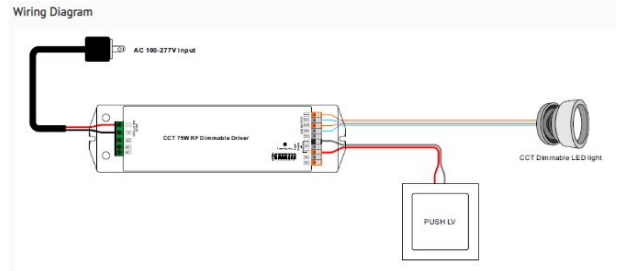 Wiring Diagram
AC 100-277V Input
CCT 75W RF Dimmable Driver
CCT Dimmable LED light
PUSH LV